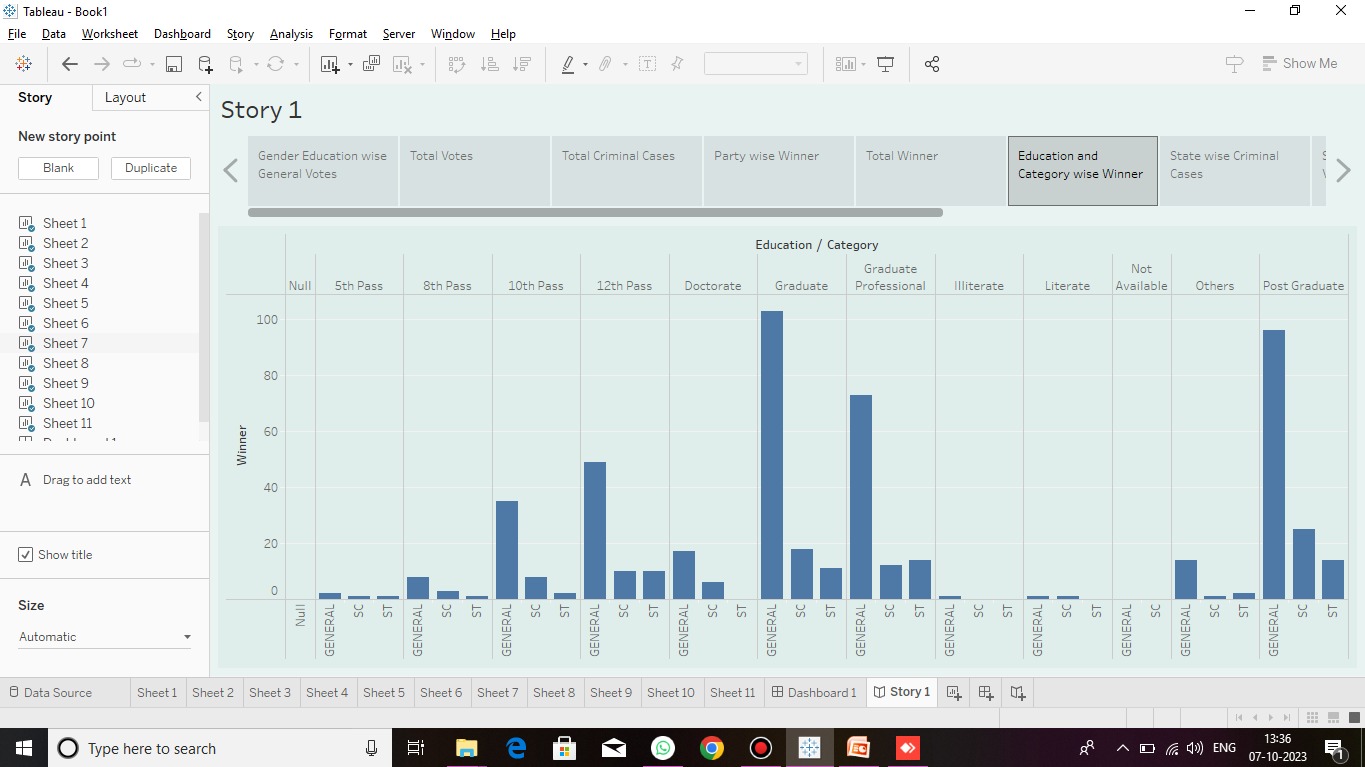 Tableau - Book1
File Data Worksheet Dashboard Story Analysis Format Server Window Help
Show Me
Story Layout
New story point
Blank Duplicate
Sheet 1
Sheet 2
Sheet 3
Sheet 4
Sheet 5
Sheet 6
Sheet 7
Sheet 8
Sheet 9
Sheet 10
Sheet 11
A Drag to add text
Show title
Size
Automatic
Story 1
Gender Education wise
General Votes
Total Votes
Total Criminal Cases
Party wise Winner
Total Winner
Education and
Category wise Winner
State wise Criminal
Cases
Education / Category
Null 5th Pass 8th Pass 10th Pass 12th Pass Doctorate Graduate Graduate Professional Illiterate Literate Not Available Others Post Graduate
Winner
100
80
60
40
20
0
Null GENERAL SC ST GENERAL SC ST GENERAL SC ST GENERAL SC ST GENERAL SC ST GENERAL SC ST GENERAL SC ST GENERAL SC ST GENERAL SC ST GENERAL SC GENERAL SC ST GENERAL SC ST
Data Source Sheet 1 Sheet 2 Sheet 3 Sheet 4 Sheet 5 Sheet 6 Sheet 7 Sheet 8 Sheet 9 Sheet 10 Sheet 11 Dashboard 1 Story 1
Type here to search
ENG
13:36
07-10-2023
1